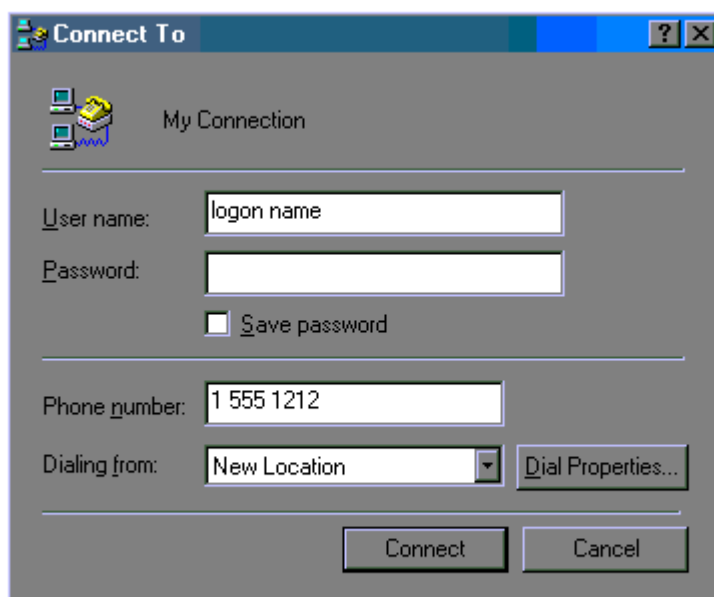 Connect To
My Connection
User name: logon name
Password:
Save password
Phone number: 1 555 1212
Dialing from: New Location Dial Properties...
Connect Cancel